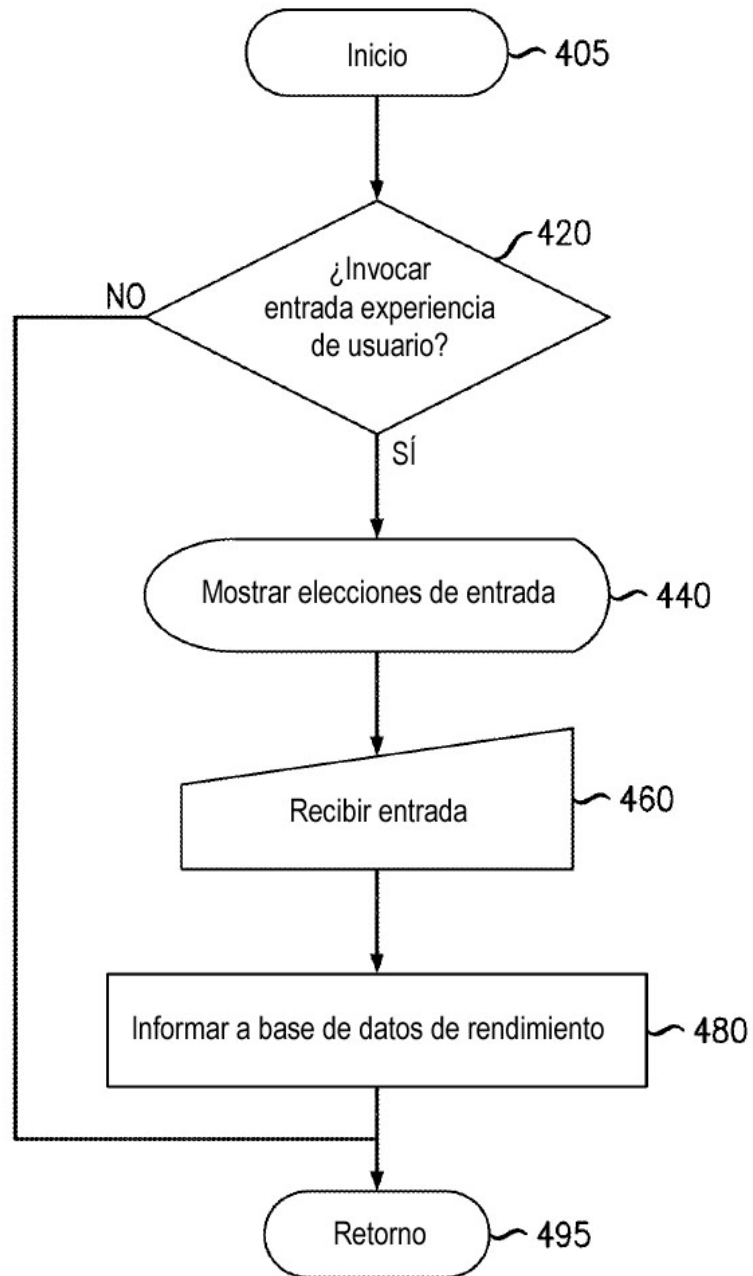 Inicio
405
420
¿Invocar
entrada experiencia
de usuario?
NO
SÍ
Mostrar elecciones de entrada
440
Recibir entrada
460
Informar a base de datos de rendimiento
480
Retorno
495